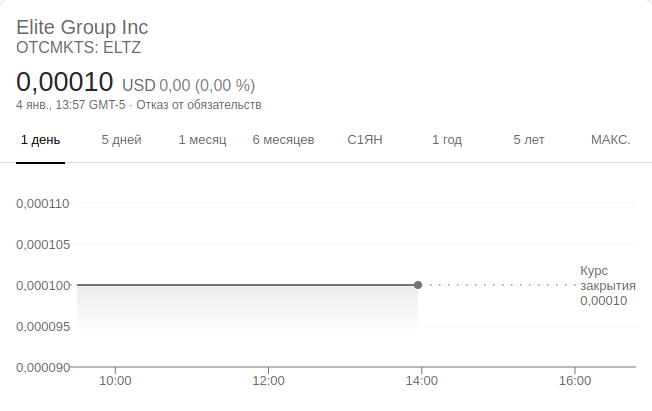 Elite Group Inc
OTCMKTS: ELTZ
0,00010 USD 0,00 (0,00 %)
4 янв., 13:57 GMT-5 · Отказ от обязательств
1 день 5 дней 1 месяц 6 месяцев С1ЯН 1 год 5 лет МАКС.
0,000110
0,000105
0,000100
0,000095
0,000090
Курс
закрытия
0,00010
10:00 12:00 14:00 16:00